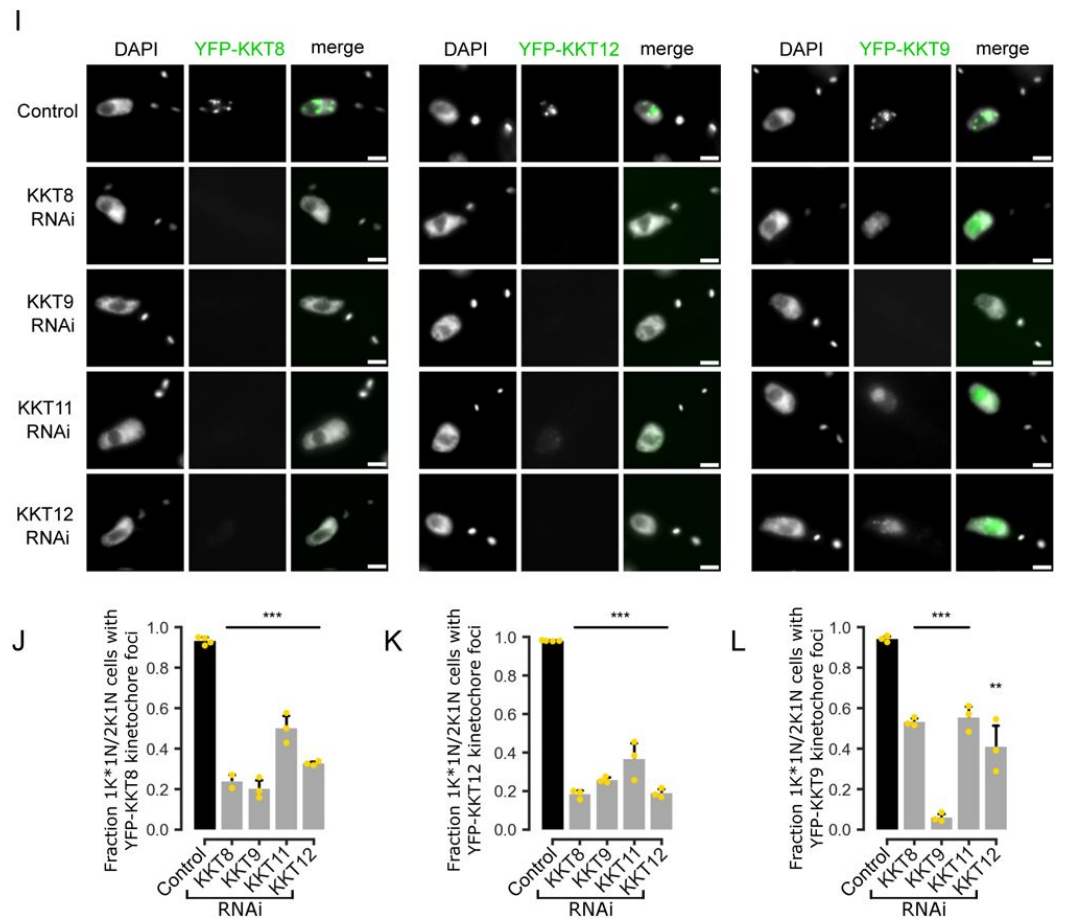 I
DAPI YFP-KKT8 merge DAPI YFP-KKT12 merge DAPI YFP-KKT9 merge
Control
KKT8
RNAi
KKT9
RNAi
KKT11
RNAi
KKT12
RNAi
J
Fraction 1K*1N/2K1N cells with
YFP-KKT8 kinetochore foci
1.0
0.8
0.6
0.4
0.2
0.0
***
Control
KKT8
KKT9
KKT11
KKT12
RNAi
K
Fraction 1K*1N/2K1N cells with
YFP-KKT12 kinetochore foci
1.0
0.8
0.6
0.4
0.2
0.0
***
Control
KKT8
KKT9
KKT11
KKT12
RNAi
L
Fraction 1K*1N/2K1N cells with
YFP-KKT9 kinetochore foci
1.0
0.8
0.6
0.4
0.2
0.0
***
**
Control
KKT8
KKT9
KKT11
KKT12
RNAi